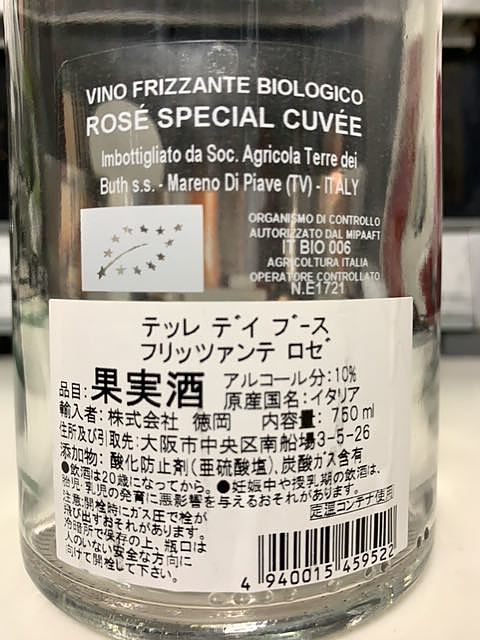 VINO FRIZZANTE BIOLOGICO
ROSÉ SPECIAL CUVÉE
Imbottigliato da Soc. Agricola Terre dei
Buth s.s. - Mareno Di Piave (TV) - ITALY
ORGANISMO DI CONTROLLO
AUTORIZZATO DAL MIPAAFT
IT BIO 006
AGRICOLTURA ITALIA
OPERATORE CONTROLLATO
N.E1721
テッレ デイ ブース
フリッツァンテ ロゼ
品目:果実酒 アルコール分:10%
原産国名:イタリア
輸入者:株式会社 徳岡 内容量: 750 ml
住所及び引取先:大阪市中央区南船場3-5-26
添加物: 酸化防止剤(亜硫酸塩)、炭酸ガス含有
●飲酒は20歳になってから。●妊娠中や授乳期の飲酒は、
胎児・乳児の発育に悪影響を与えるおそれがあります。
注意:開栓時にガス圧で栓が
飛び出すおそれがあります。
冷暗所で保存の上、瓶口は
人のいない安全な方向に
向けて開栓して下さい。
定温コンテナ使用
4 940015 459522